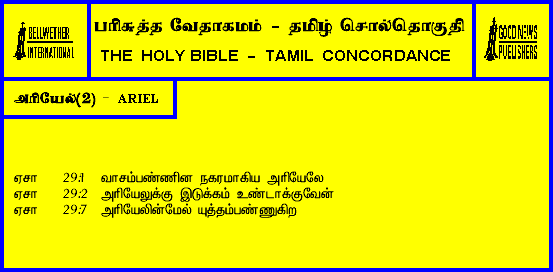 BELLWETHER
INTERNATIONAL
பரிசுத்த வேதாகமம் - தமிழ் சொல்தொகுதி
THE HOLY BIBLE - TAMIL CONCORDANCE
GOOD NEWS
PUBLISHERS
அரியேல்(2) - ARIEL
ஏசா 29:1 வாசம்பண்ணின நகரமாகிய அரியேலே
ஏசா 29:2 அரியேலுக்கு இடுக்கம் உண்டாக்குவேன்
ஏசா 29:7 அரியேலின்மேல் யுத்தம்பண்ணுகிற